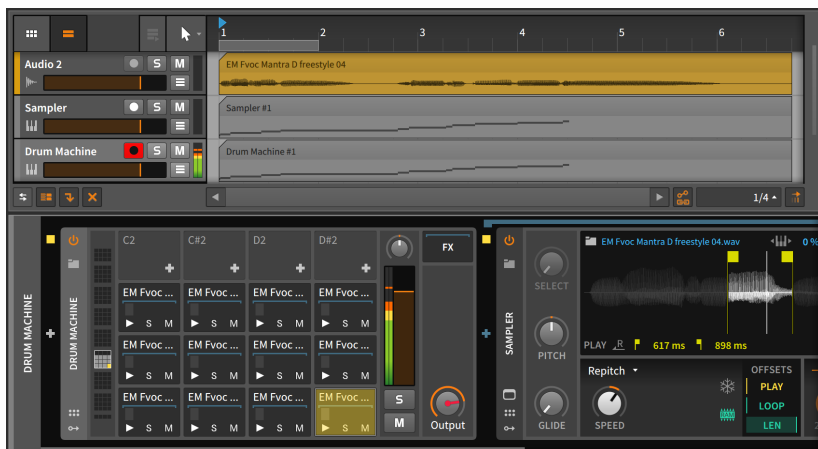 1 2 3 4 5 6
Audio 2 S M
EM Fvoc Mantra D freestyle 04
Sampler S M
Sampler #1
Drum Machine S M
Drum Machine #1
1/4
DRUM MACHINE
DRUM MACHINE
C2 C#2 D2 D#2
EM Fvoc ... EM Fvoc ... EM Fvoc ... EM Fvoc ...
S M S M S M S M
EM Fvoc ... EM Fvoc ... EM Fvoc ... EM Fvoc ...
S M S M S M S M
EM Fvoc ... EM Fvoc ... EM Fvoc ... EM Fvoc ...
S M S M S M S M
S
M
FX
Output
SAMPLER
SELECT
PITCH
GLIDE
EM Fvoc Mantra D freestyle 04.wav 0 %
PLAY R 617 ms 898 ms
Repitch
SPEED
RAM
OFFSETS
PLAY
LOOP
LEN